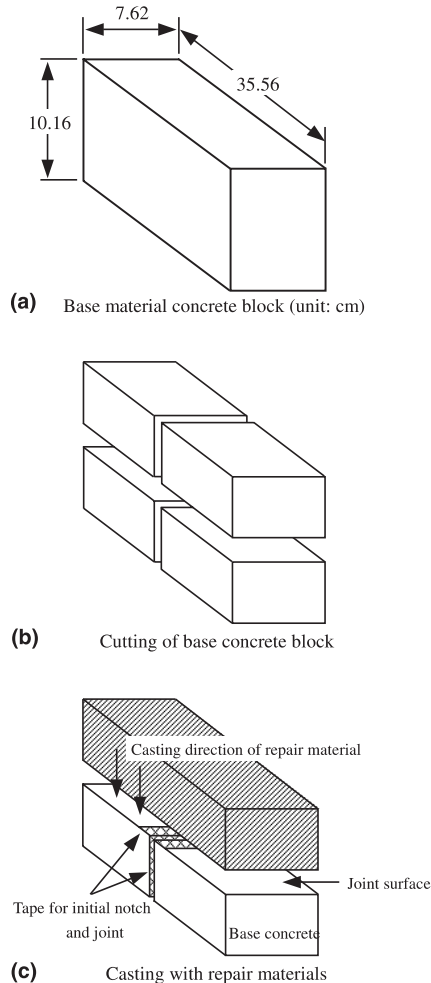 7.62
35.56
10.16
(a) Base material concrete block (unit: cm)
(b) Cutting of base concrete block
Casting direction of repair material
Joint surface
Tape for initial notch
and joint
Base concrete
(c) Casting with repair materials